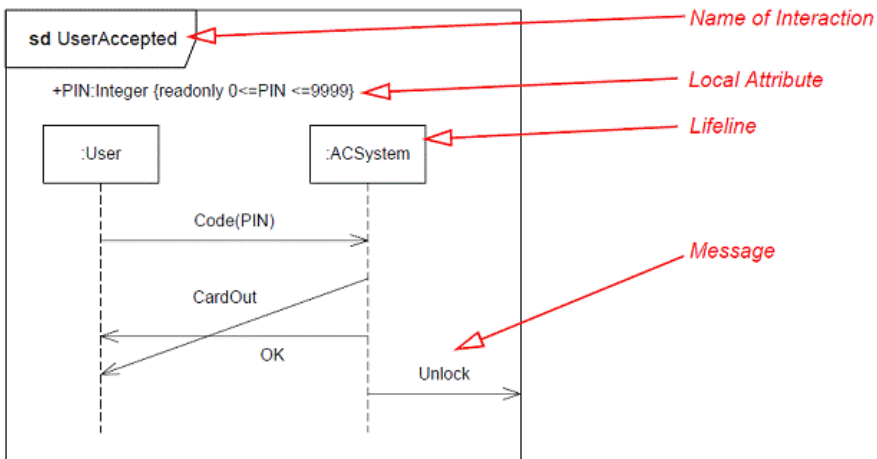 Name of Interaction
sd UserAccepted
+PIN:Integer {readonly 0<=PIN <=9999}
Local Attribute
Lifeline
:User
:ACSystem
Code(PIN)
Message
CardOut
OK
Unlock